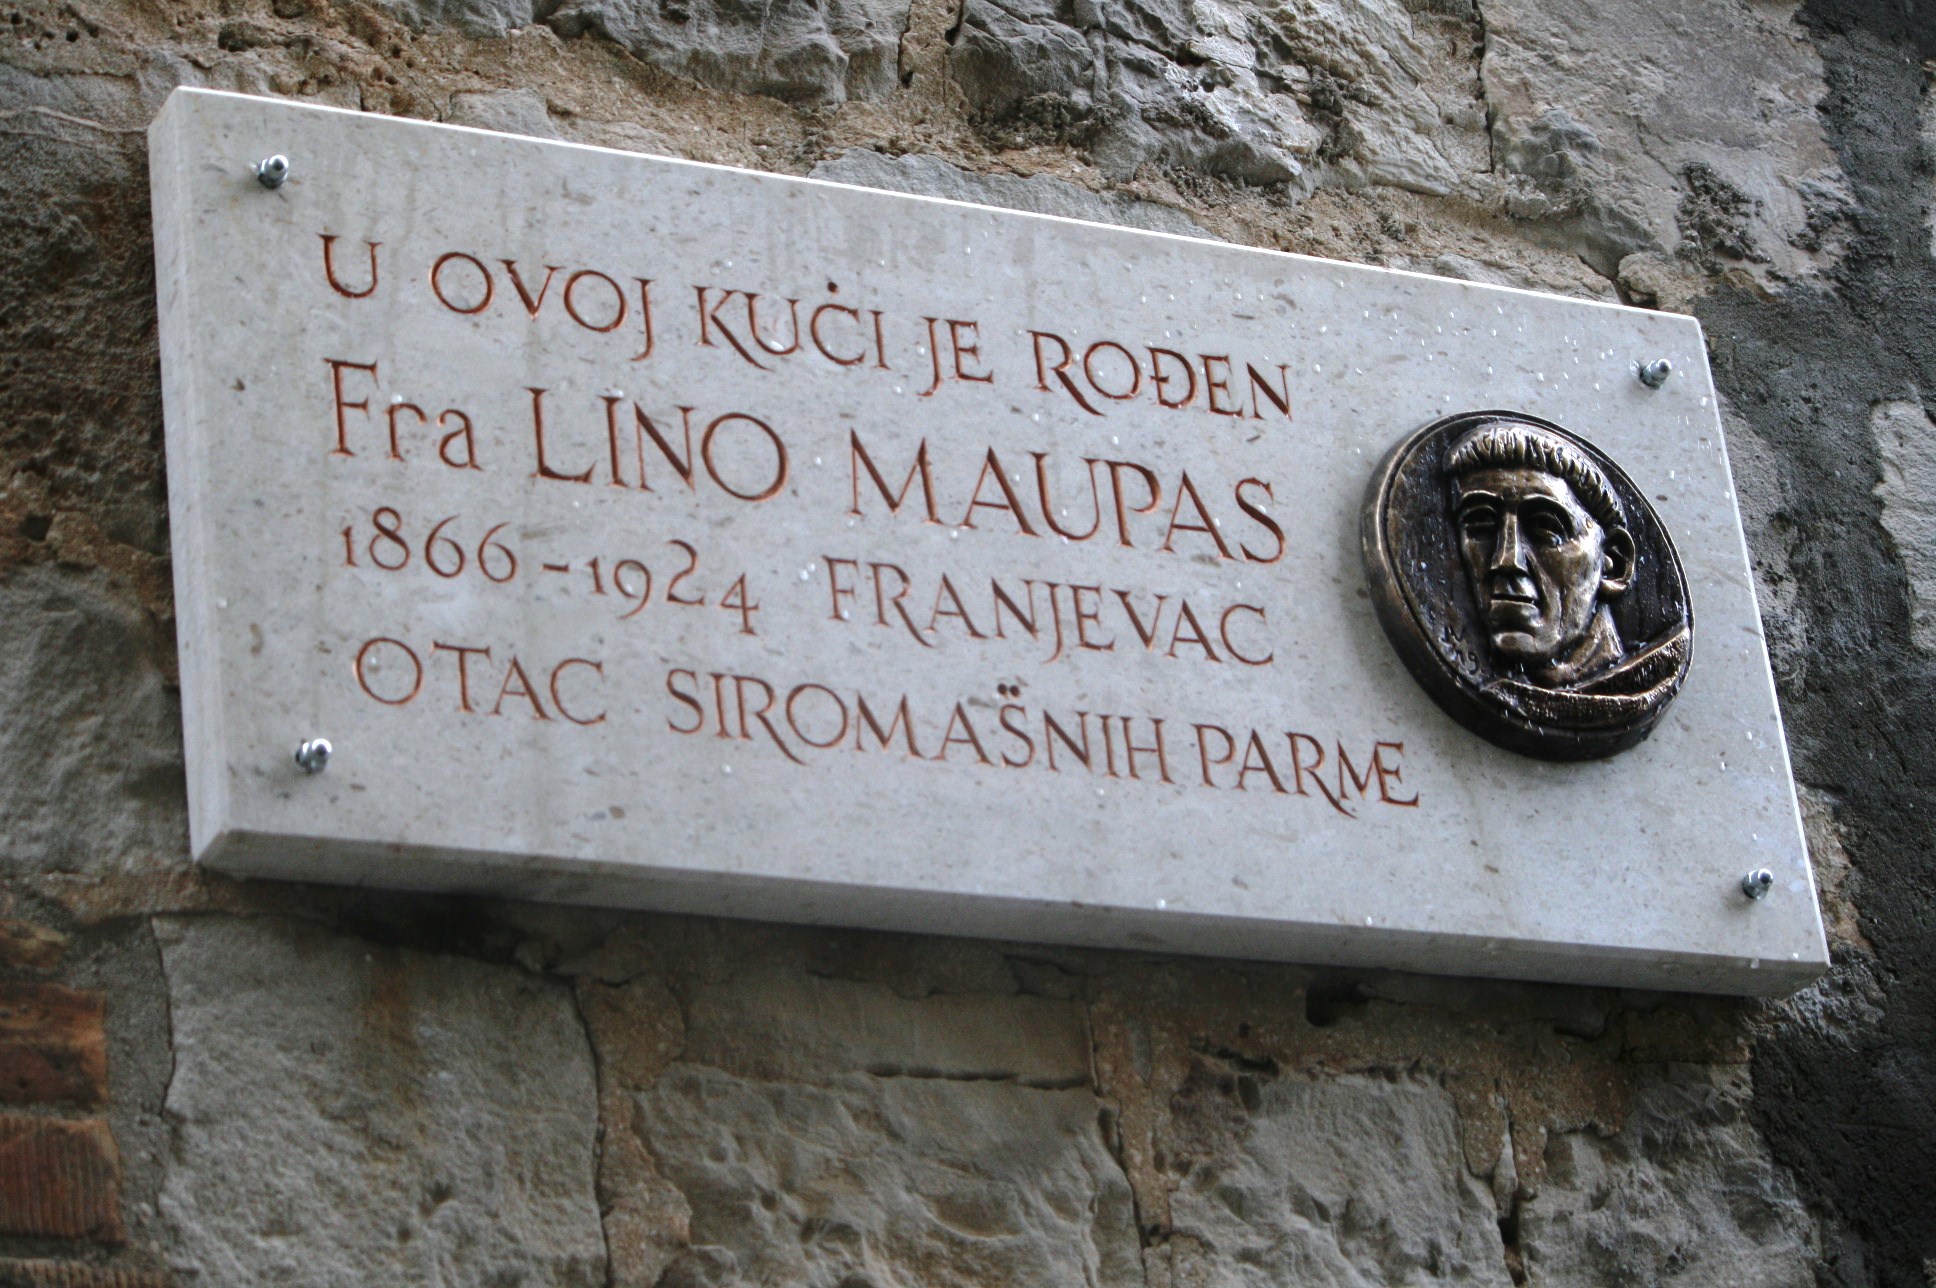 U OVOJ KUĆI JE ROĐEN
Fra LINO MAUPAS
1866-1924 FRANJEVAC
OTAC SIROMAŠNIH PARME